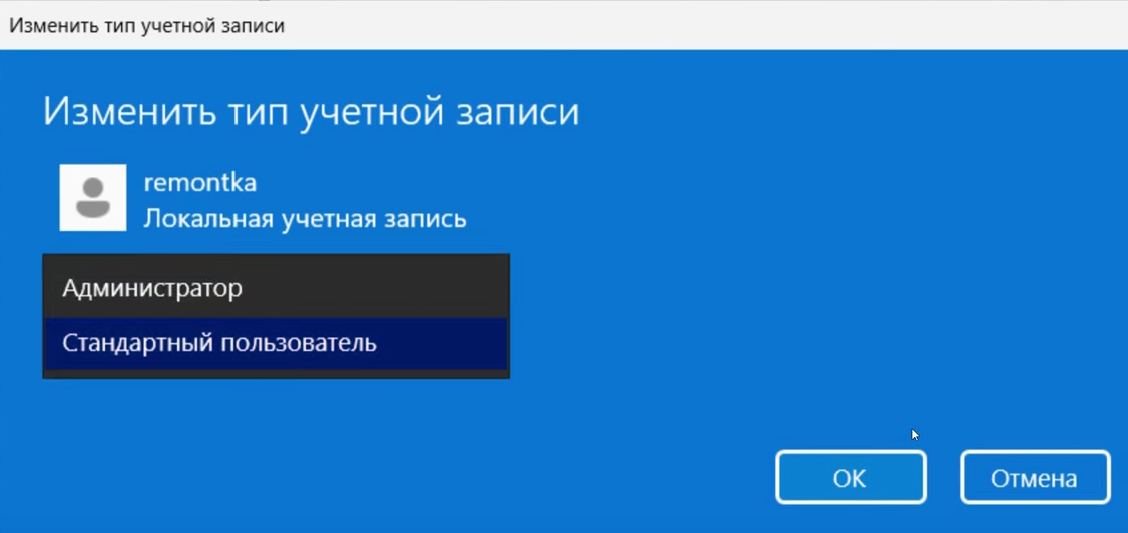 Изменить тип учетной записи
Изменить тип учетной записи
remontka
Локальная учетная запись
Администратор
Стандартный пользователь
ОК
Отмена